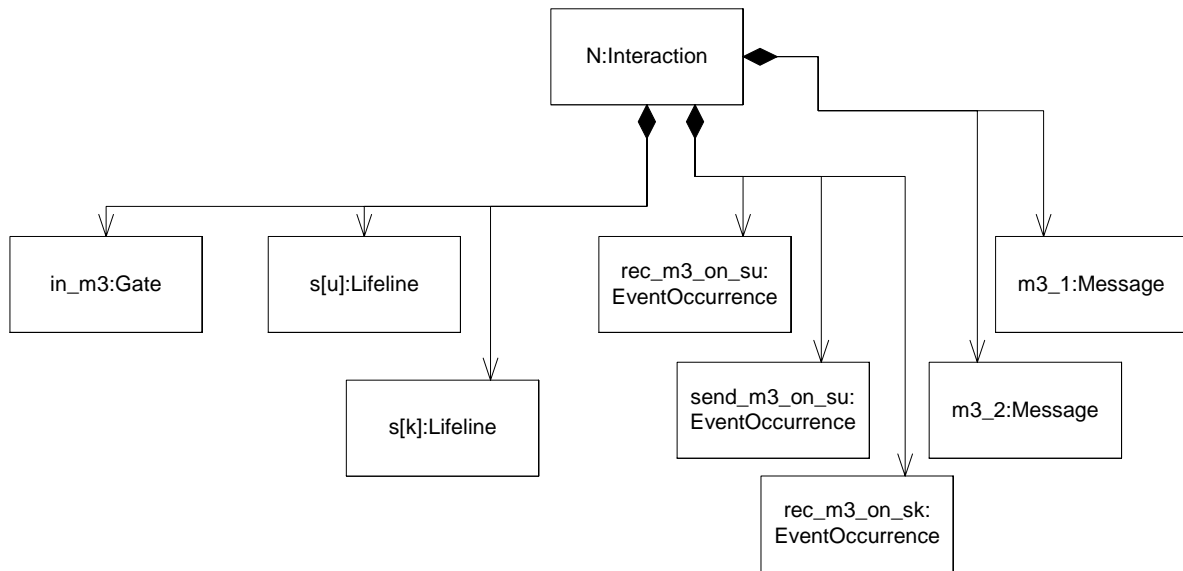 N:Interaction
in_m3:Gate
s[u]:Lifeline
rec_m3_on_su:
EventOccurrence
m3_1:Message
s[k]:Lifeline
send_m3_on_su:
EventOccurrence
m3_2:Message
rec_m3_on_sk:
EventOccurrence